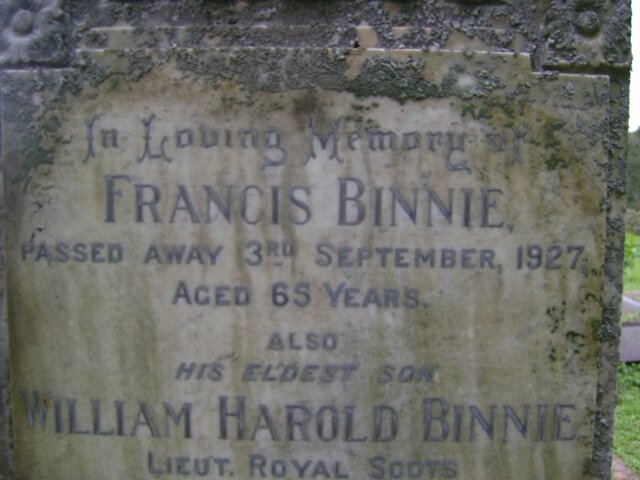 In Loving Memory of
FRANCIS BINNIE,
PASSED AWAY 3RD SEPTEMBER, 1927,
AGED 65 YEARS.
ALSO
HIS ELDEST SON
WILLIAM HAROLD BINNIE,
LIEUT. ROYAL SCOTS